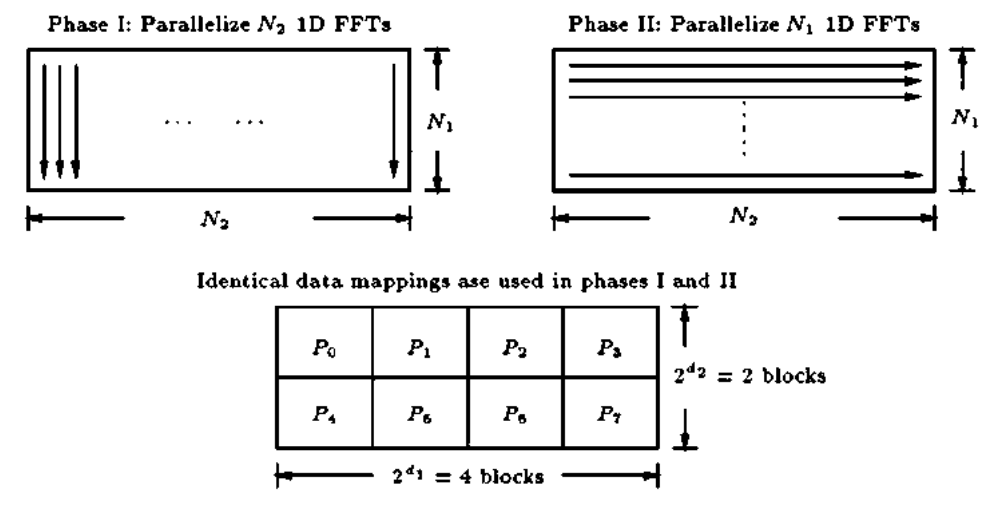 Phase I: Parallelize N₂ 1D FFTs
Phase II: Parallelize N₁ 1D FFTs
N₁
N₁
N₂
N₂
Identical data mappings ase used in phases I and II
P₀ P₁ P₂ P₃
2^d₂ = 2 blocks
P₄ P₅ P₆ P₇
2^d₁ = 4 blocks